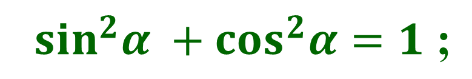 sin²α + cos²α = 1 ;